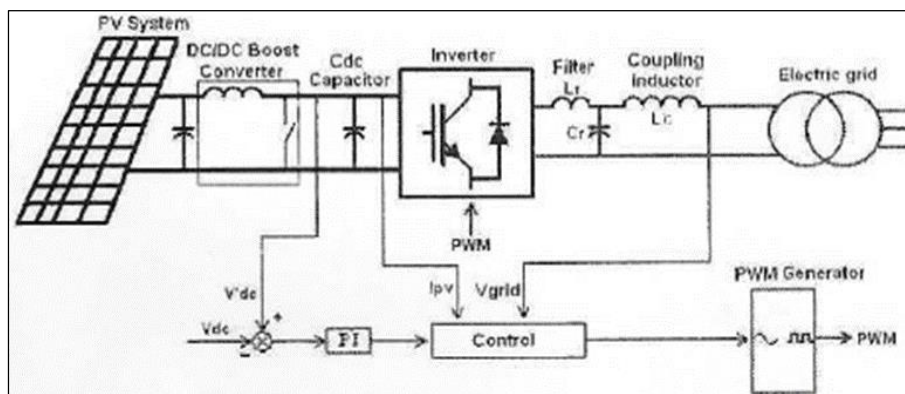 PV System
DC/DC Boost
Converter
Cdc
Capacitor
Inverter
Filter
Lf
Cf
Coupling
Inductor
Lc
Electric grid
PWM
V*dc
Ipv
Vgrid
PWM Generator
Vdc
+
-
PI
Control
PWM